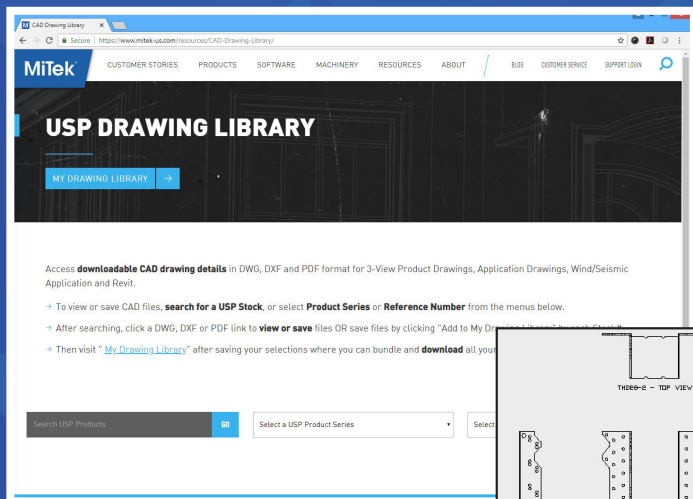 CAD Drawing Library
Secure https://www.mitek-us.com/resources/CAD-Drawing-Library/
MiTek
CUSTOMER STORIES PRODUCTS SOFTWARE MACHINERY RESOURCES ABOUT BLOG CUSTOMER SERVICE SUPPORT LOGIN
USP DRAWING LIBRARY
MY DRAWING LIBRARY →
Access downloadable CAD drawing details in DWG, DXF and PDF format for 3-View Product Drawings, Application Drawings, Wind/Seismic
Application and Revit.
→ To view or save CAD files, search for a USP Stock, or select Product Series or Reference Number from the menus below.
→ After searching, click a DWG, DXF or PDF link to view or save files OR save files by clicking "Add to My Drawing Library" by each Stock#
→ Then visit " My Drawing Library" after saving your selections where you can bundle and download all your
THD28-2 - TOP VIEW
Search USP Products GO Select a USP Product Series Select